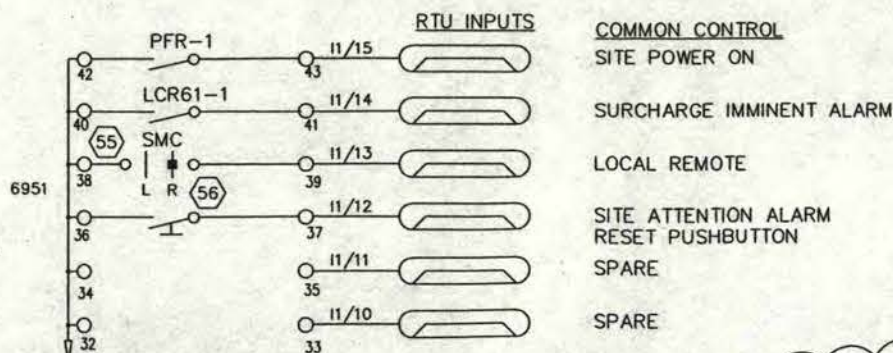 RTU INPUTS
COMMON CONTROL
PFR-1
42
43
I1/15
SITE POWER ON
LCR61-1
40
41
I1/14
SURCHARGE IMMINENT ALARM
55
SMC
38
39
I1/13
LOCAL REMOTE
6951
L R
56
36
37
I1/12
SITE ATTENTION ALARM
RESET PUSHBUTTON
34
35
I1/11
SPARE
32
33
I1/10
SPARE